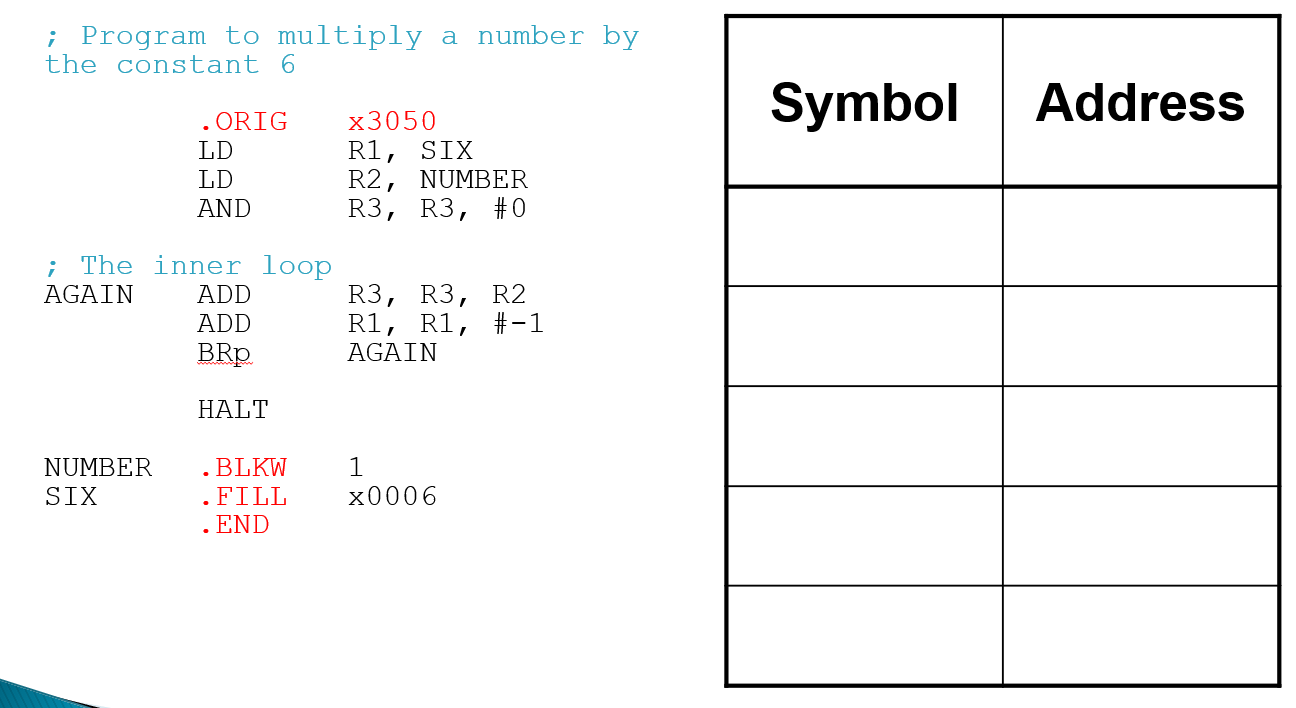 ; Program to multiply a number by
the constant 6
.ORIG x3050
LD R1, SIX
LD R2, NUMBER
AND R3, R3, #0
; The inner loop
AGAIN ADD R3, R3, R2
ADD R1, R1, #-1
BRp AGAIN
HALT
NUMBER .BLKW 1
SIX .FILL x0006
.END
Symbol Address